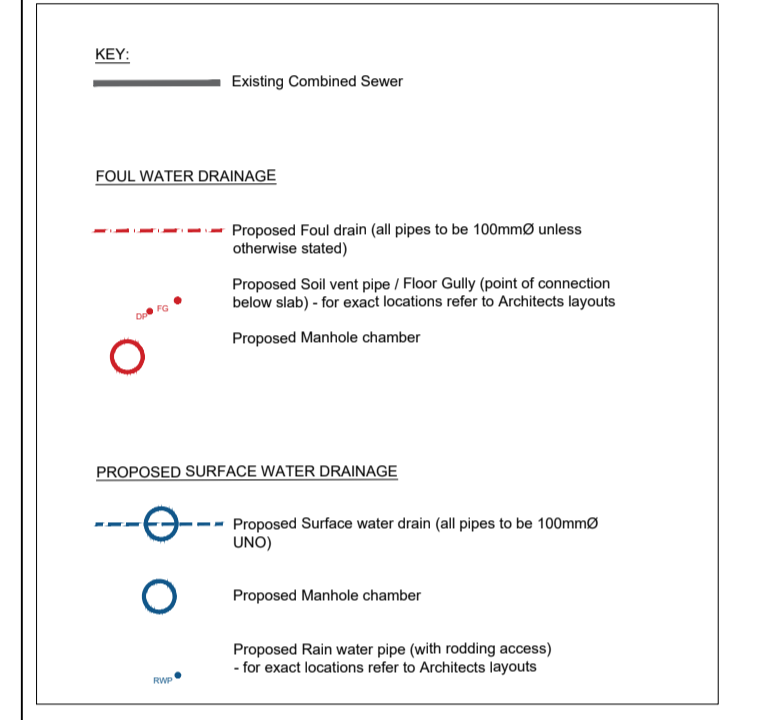 KEY:
Existing Combined Sewer
FOUL WATER DRAINAGE
Proposed Foul drain (all pipes to be 100mmØ unless
otherwise stated)
Proposed Soil vent pipe / Floor Gully (point of connection
below slab) - for exact locations refer to Architects layouts
DP FG
Proposed Manhole chamber
PROPOSED SURFACE WATER DRAINAGE
Proposed Surface water drain (all pipes to be 100mmØ
UNO)
Proposed Manhole chamber
Proposed Rain water pipe (with rodding access)
- for exact locations refer to Architects layouts
RWP